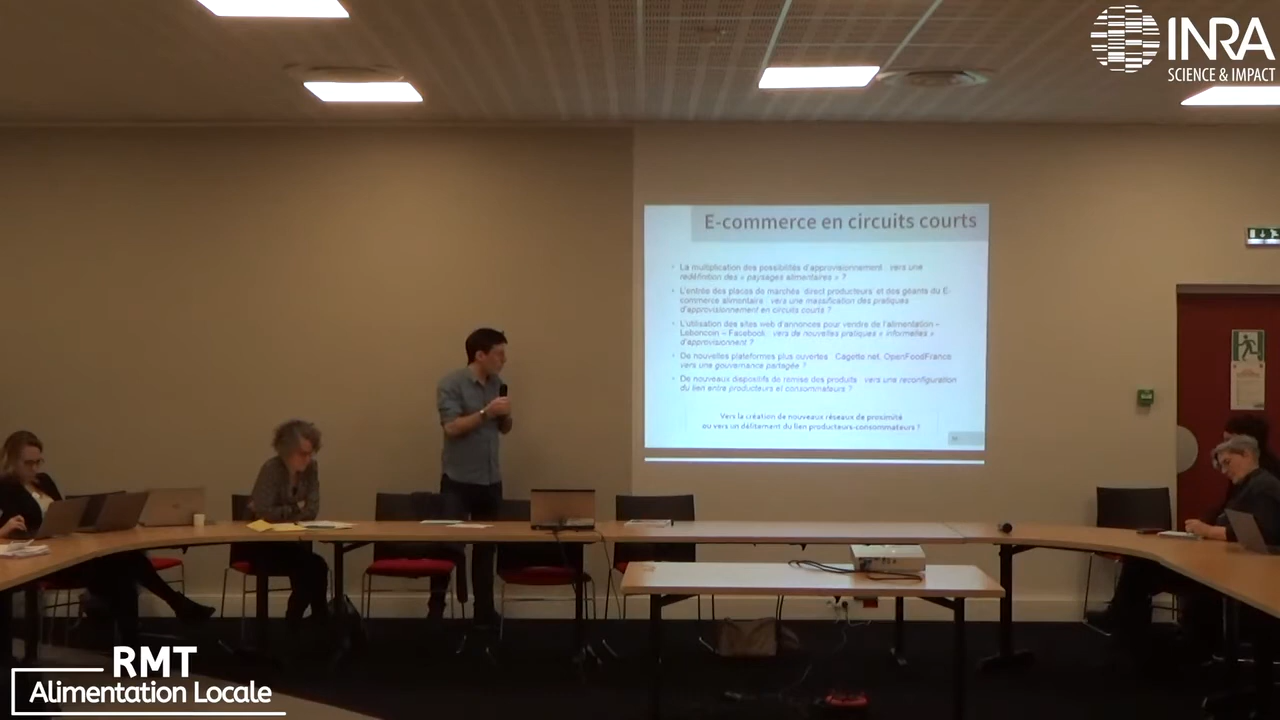 INRA
SCIENCE & IMPACT
E-commerce en circuits courts
La multiplication des possibilités d'approvisionnement : vers une
redéfinition des « paysages alimentaires » ?
L'entrée des places de marchés 'direct producteurs' et des géants du E-
commerce alimentaire : vers une massification des pratiques
d'approvisionnement en circuits courts ?
L'utilisation des sites web d'annonces pour vendre de l'alimentation –
Leboncoin – Facebook : vers de nouvelles pratiques « informelles »
d'approvisionnent ?
De nouvelles plateformes plus ouvertes : Cagette.net, OpenFoodFrance
vers une gouvernance partagée ?
De nouveaux dispositifs de remise des produits : vers une reconfiguration
du lien entre producteurs et consommateurs ?
Vers la création de nouveaux réseaux de proximité
ou vers un délitement du lien producteurs-consommateurs ?
RMT
Alimentation Locale